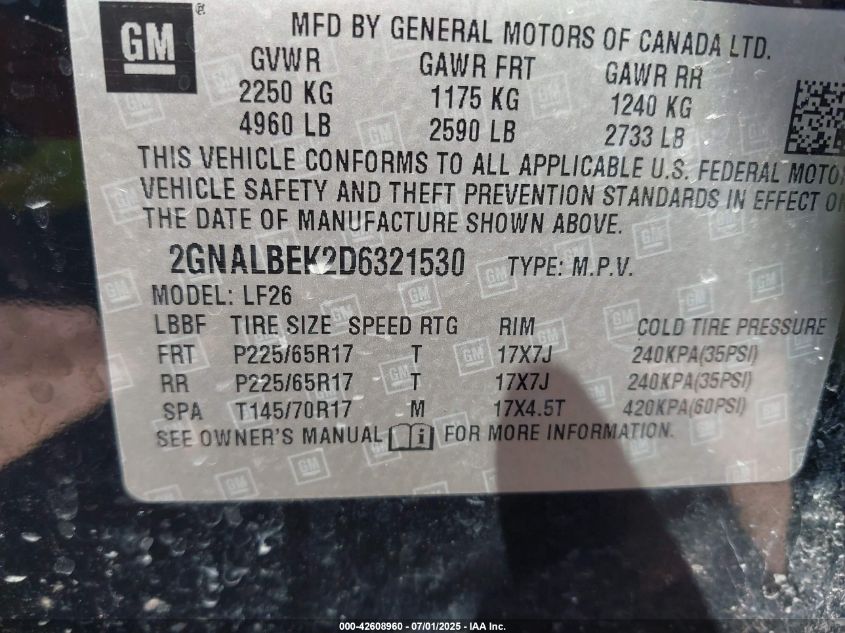 GM ® MFD BY GENERAL MOTORS OF CANADA LTD.
GVWR GAWR FRT GAWR RR
2250 KG 1175 KG 1240 KG
4960 LB 2590 LB 2733 LB
THIS VEHICLE CONFORMS TO ALL APPLICABLE U.S. FEDERAL MOTO
VEHICLE SAFETY AND THEFT PREVENTION STANDARDS IN EFFECT O
THE DATE OF MANUFACTURE SHOWN ABOVE.
2GNALBEK2D6321530 TYPE: M.P.V.
MODEL: LF26
LBBF TIRE SIZE SPEED RTG RIM COLD TIRE PRESSURE
FRT P225/65R17 T 17X7J 240KPA(35PSI)
RR P225/65R17 T 17X7J 240KPA(35PSI)
SPA T145/70R17 M 17X4.5T 420KPA(60PSI)
SEE OWNER'S MANUAL i FOR MORE INFORMATION.
000-42608960 - 07/01/2025 - IAA Inc.